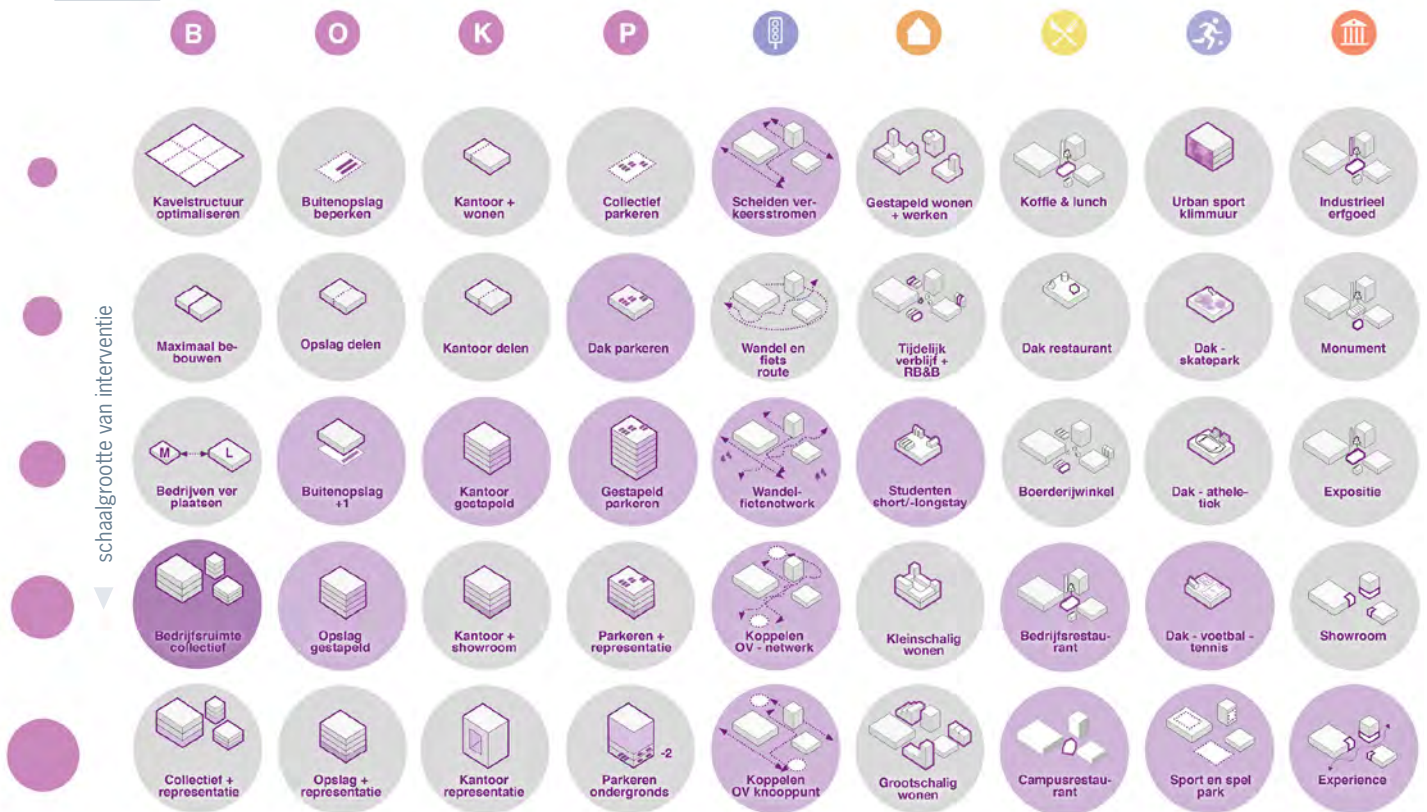 B O K P
Kavelstructuur
optimaliseren
Buitenopslag
beperken
Kantoor +
wonen
Collectief
parkeren
Scheiden ver-
keersstromen
Gestapeld wonen
+ werken
Koffie & lunch
Urban sport
klimmuur
Industrieel
erfgoed
Maximaal be-
bouwen
Opslag delen
Kantoor delen
Dak parkeren
Wandel en
fiets
route
Tijdelijk
verblijf +
RB&B
Dak restaurant
Dak -
skatepark
Monument
schaalgrootte van interventie
M L
Bedrijven ver
plaatsen
Buitenopslag
+1
Kantoor
gestapeld
Gestapeld
parkeren
Wandel-
fietsnetwerk
Studenten
short/-longstay
Boerderijwinkel
Dak - athele-
tiek
Expositie
Bedrijfsruimte
collectief
Opslag
gestapeld
Kantoor +
showroom
Parkeren +
representatie
Koppelen
OV - netwerk
Kleinschalig
wonen
Bedrijfsrestau-
rant
Dak - voetbal -
tennis
Showroom
Collectief +
representatie
Opslag +
representatie
Kantoor
representatie
-2
Parkeren
ondergronds
Koppelen
OV knooppunt
Grootschalig
wonen
Campusrestau-
rant
Sport en spel
park
Experience